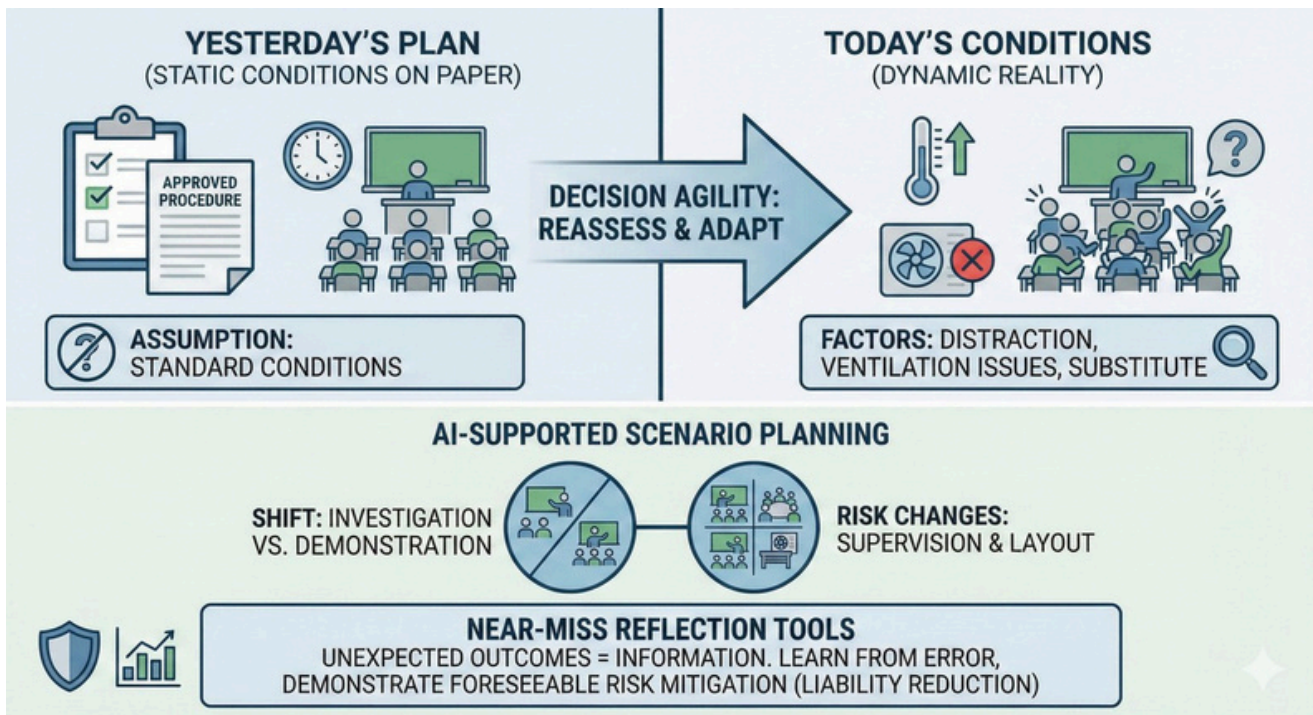 YESTERDAY'S PLAN
(STATIC CONDITIONS ON PAPER)
APPROVED
PROCEDURE
ASSUMPTION:
STANDARD CONDITIONS
DECISION AGILITY:
REASSESS & ADAPT
TODAY'S CONDITIONS
(DYNAMIC REALITY)
?
FACTORS: DISTRACTION,
VENTILATION ISSUES, SUBSTITUTE
AI-SUPPORTED SCENARIO PLANNING
SHIFT: INVESTIGATION
VS. DEMONSTRATION
RISK CHANGES:
SUPERVISION & LAYOUT
NEAR-MISS REFLECTION TOOLS
UNEXPECTED OUTCOMES = INFORMATION. LEARN FROM ERROR,
DEMONSTRATE FORESEEABLE RISK MITIGATION (LIABILITY REDUCTION)